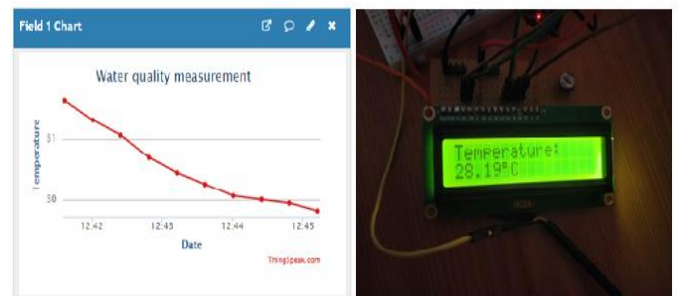 Field 1 Chart
Water quality measurement
Temperature
31
30
12:42
12:43
12:44
12:45
Date
ThingSpeak.com
Temperature:
28.19°C